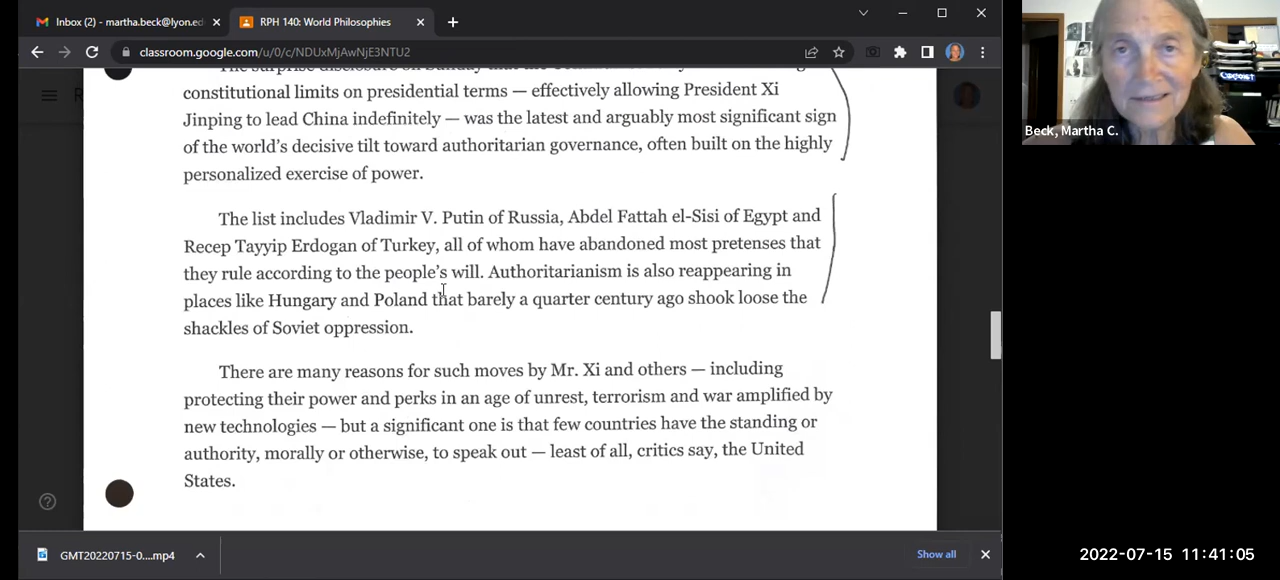 Inbox (2) - martha.beck@lyon.ed
RPH 140: World Philosophies
classroom.google.com/u/0/c/NDUxMjAwNjE3NTU2
constitutional limits on presidential terms — effectively allowing President Xi
Jinping to lead China indefinitely — was the latest and arguably most significant sign
of the world's decisive tilt toward authoritarian governance, often built on the highly
personalized exercise of power.
The list includes Vladimir V. Putin of Russia, Abdel Fattah el-Sisi of Egypt and
Recep Tayyip Erdogan of Turkey, all of whom have abandoned most pretenses that
they rule according to the people's will. Authoritarianism is also reappearing in
places like Hungary and Poland that barely a quarter century ago shook loose the
shackles of Soviet oppression.
There are many reasons for such moves by Mr. Xi and others — including
protecting their power and perks in an age of unrest, terrorism and war amplified by
new technologies — but a significant one is that few countries have the standing or
authority, morally or otherwise, to speak out — least of all, critics say, the United
States.
GMT20220715-0....mp4
Show all
Beck, Martha C.
2022-07-15 11:41:05